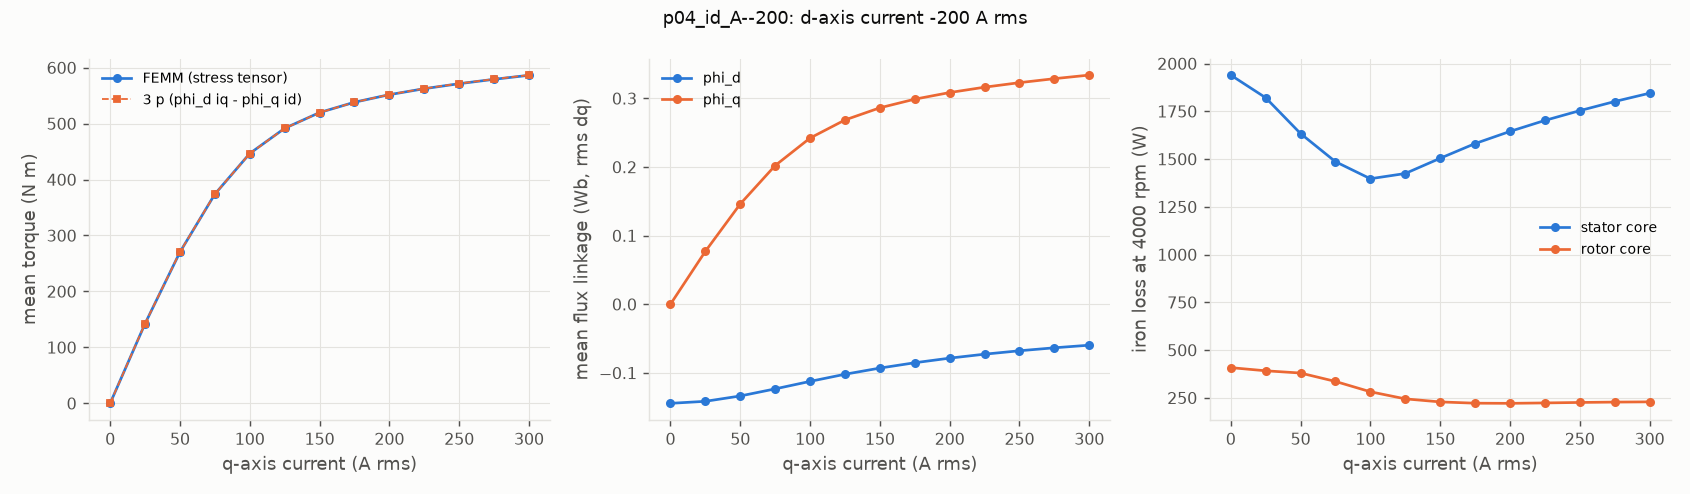 p04_id_A--200: d-axis current -200 A rms
mean torque (N m)
600
500
400
300
200
100
0
FEMM (stress tensor)
3 p (phi_d iq - phi_q id)
0 50 100 150 200 250 300
q-axis current (A rms)
mean flux linkage (Wb, rms dq)
0.3
0.2
0.1
0.0
−0.1
phi_d
phi_q
0 50 100 150 200 250 300
q-axis current (A rms)
iron loss at 4000 rpm (W)
2000
1750
1500
1250
1000
750
500
250
stator core
rotor core
0 50 100 150 200 250 300
q-axis current (A rms)